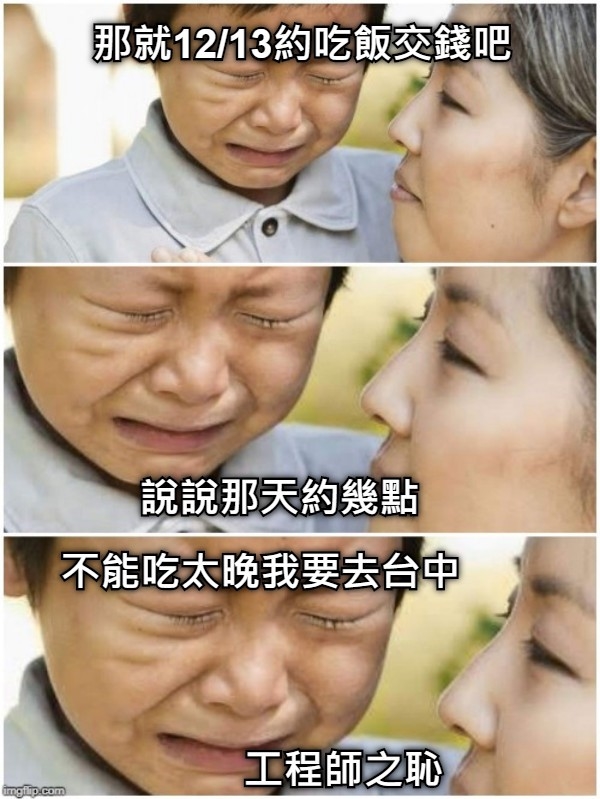 那就12/13約吃飯交錢吧
說說那天約幾點
不能吃太晚我要去台中
工程師之恥
imgflip.com